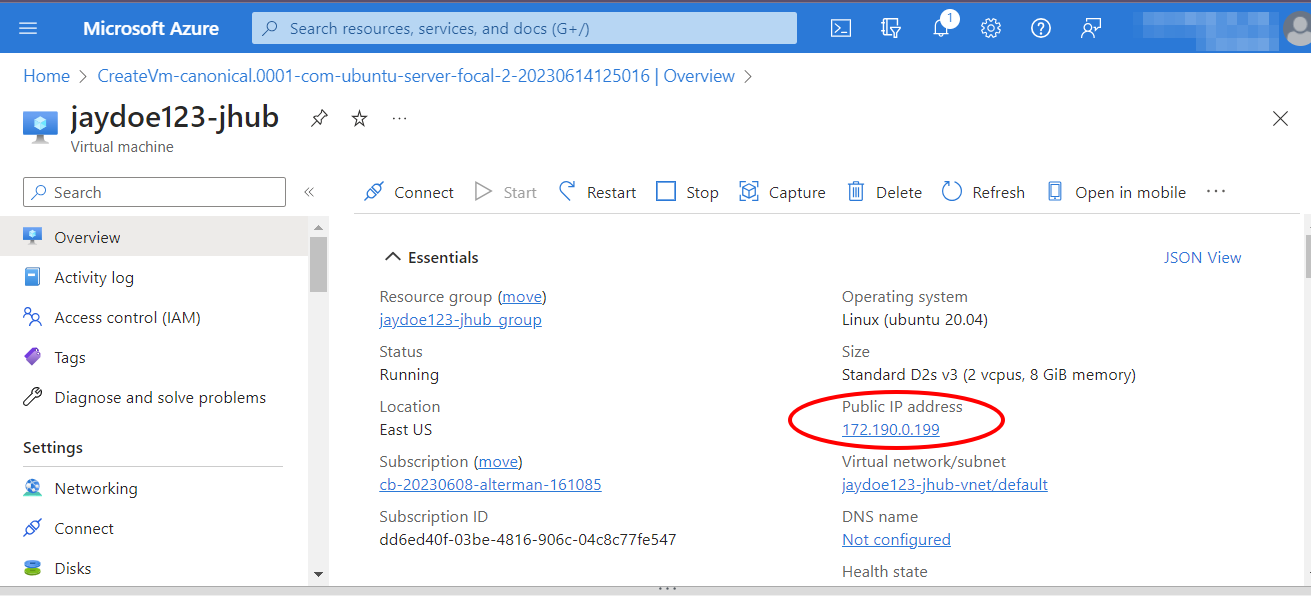 Microsoft Azure
Search resources, services, and docs (G+/)
1
Home > CreateVm-canonical.0001-com-ubuntu-server-focal-2-20230614125016 | Overview >
jaydoe123-jhub
...
Virtual machine
Search
«
Connect
Start
Restart
Stop
Capture
Delete
Refresh
Open in mobile
...
Overview
Activity log
Access control (IAM)
Tags
Diagnose and solve problems
Settings
Networking
Connect
Disks
Essentials
JSON View
Resource group (move)
jaydoe123-jhub_group
Status
Running
Location
East US
Subscription (move)
cb-20230608-alterman-161085
Subscription ID
dd6ed40f-03be-4816-906c-04c8c77fe547
Operating system
Linux (ubuntu 20.04)
Size
Standard D2s v3 (2 vcpus, 8 GiB memory)
Public IP address
172.190.0.199
Virtual network/subnet
jaydoe123-jhub-vnet/default
DNS name
Not configured
Health state